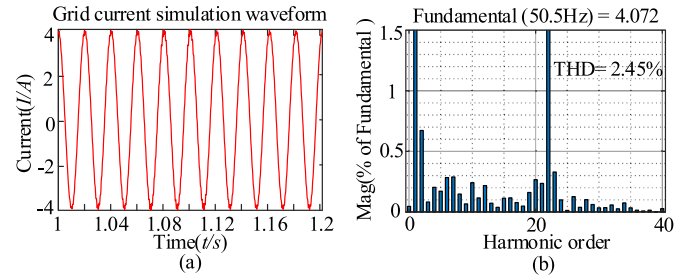 Grid current simulation waveform
Current(I/A)
4
2
0
-2
-4
1 1.04 1.08 1.12 1.16 1.2
Time(t/s)
(a)
Fundamental (50.5Hz) = 4.072
Mag(% of Fundamental )
1.5
1
0.5
0
THD= 2.45%
0 20 40
Harmonic order
(b)